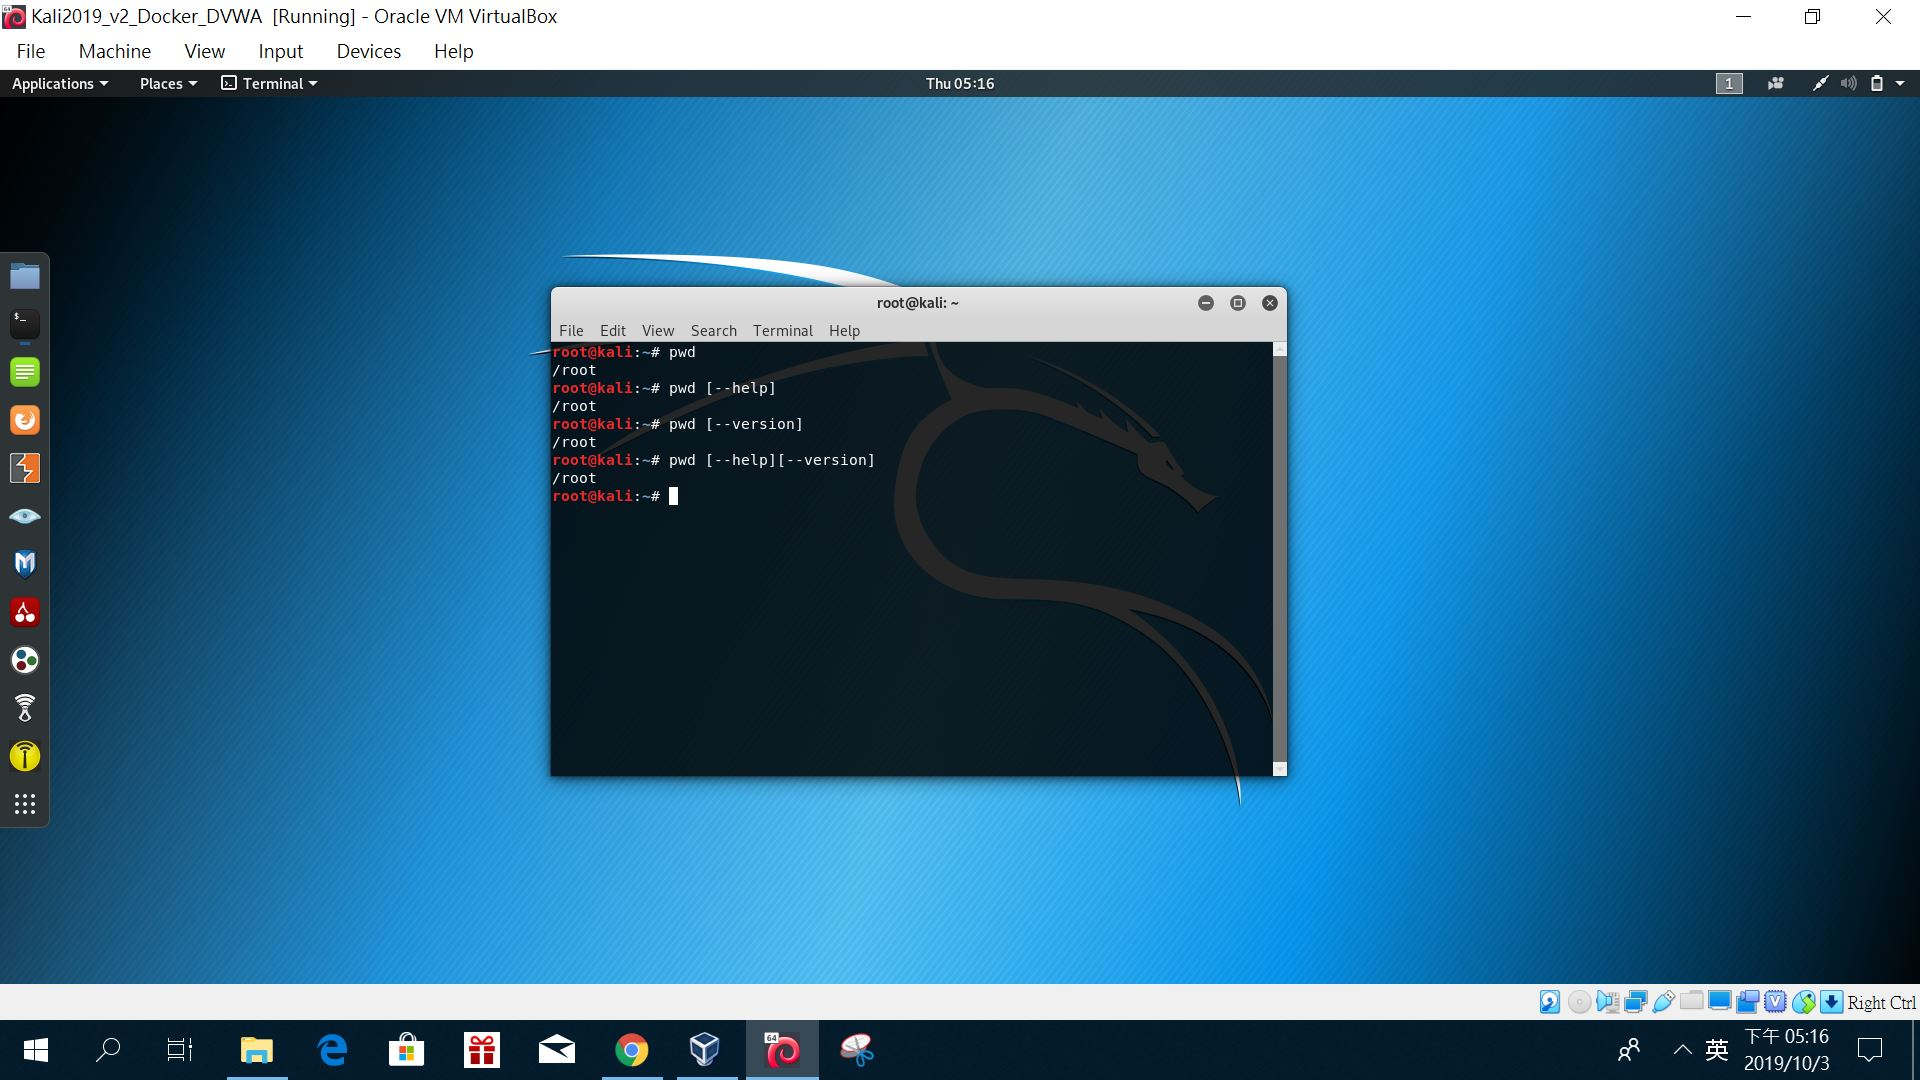 Kali2019_v2_Docker_DVWA [Running] - Oracle VM VirtualBox
File Machine View Input Devices Help
Applications Places Terminal Thu 05:16 1
root@kali: ~
File Edit View Search Terminal Help
root@kali:~# pwd
/root
root@kali:~# pwd [--help]
/root
root@kali:~# pwd [--version]
/root
root@kali:~# pwd [--help][--version]
/root
root@kali:~#
Right Ctrl
英 下午 05:16
2019/10/3